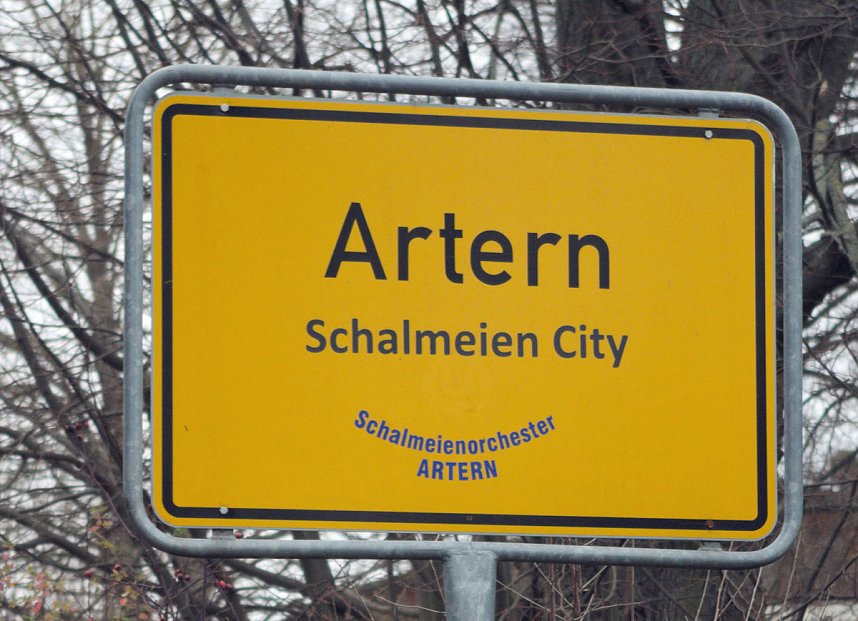 Artern
Schalmeien City
Schalmeienorchester
ARTERN